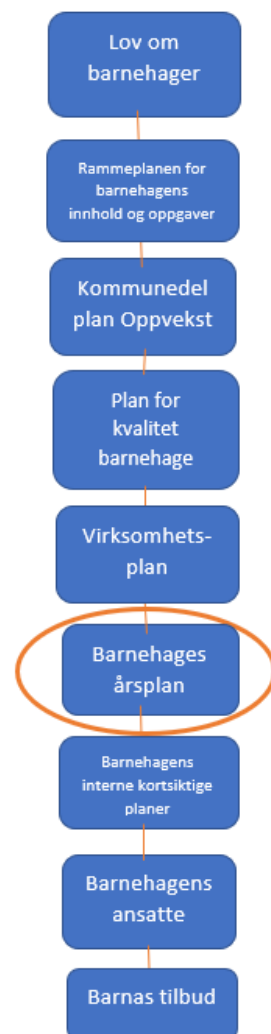 Lov om
barnehager
Rammeplanen for
barnehagens
innhold og oppgaver
Kommunedel
plan Oppvekst
Plan for
kvalitet
barnehage
Virksomhets-
plan
Barnehages
årsplan
Barnehagens
interne kortsiktige
planer
Barnehagens
ansatte
Barnas tilbud